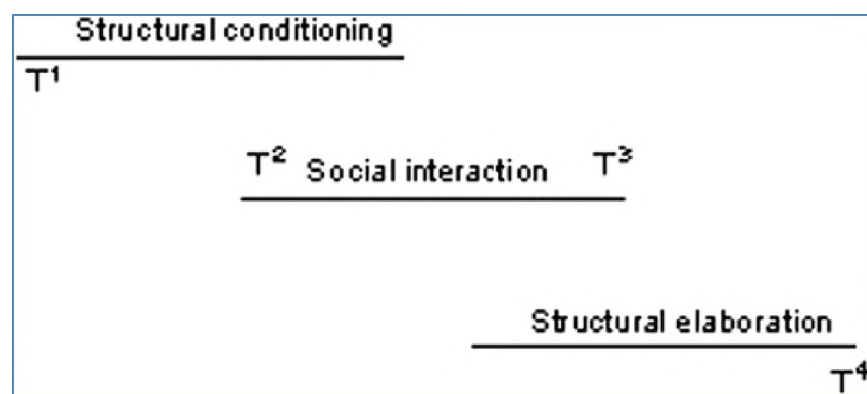 Structural conditioning
T¹
T² Social interaction T³
Structural elaboration
T⁴